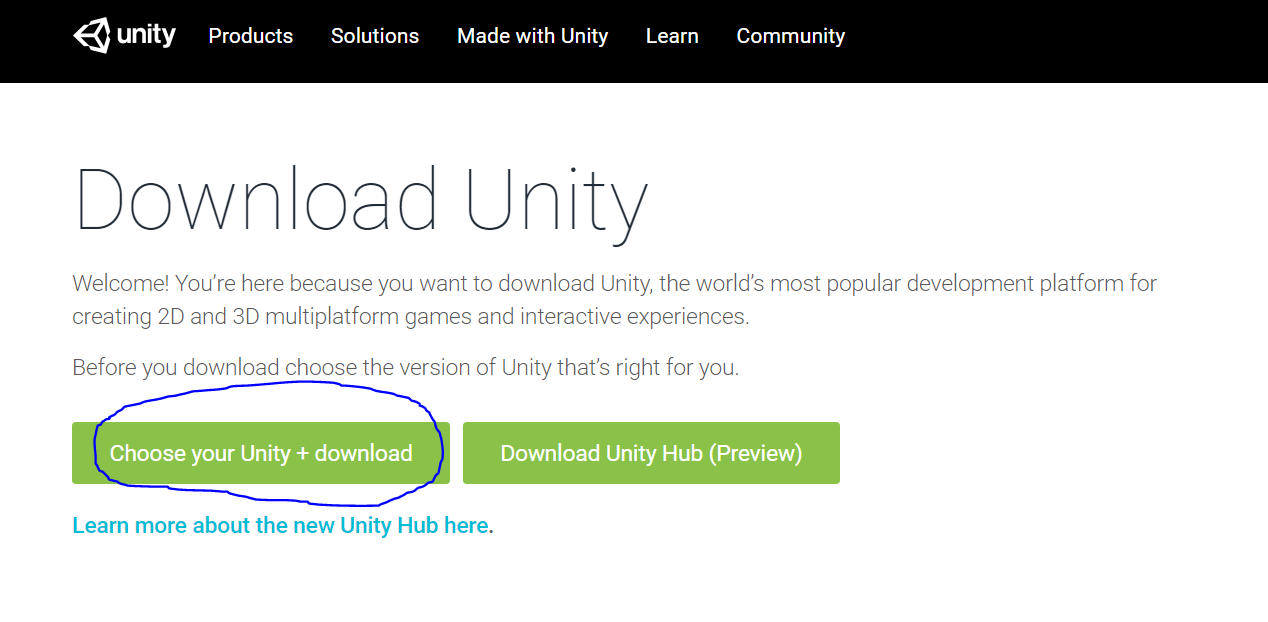 unity Products Solutions Made with Unity Learn Community
Download Unity
Welcome! You’re here because you want to download Unity, the world’s most popular development platform for
creating 2D and 3D multiplatform games and interactive experiences.
Before you download choose the version of Unity that’s right for you.
Choose your Unity + download Download Unity Hub (Preview)
Learn more about the new Unity Hub here.